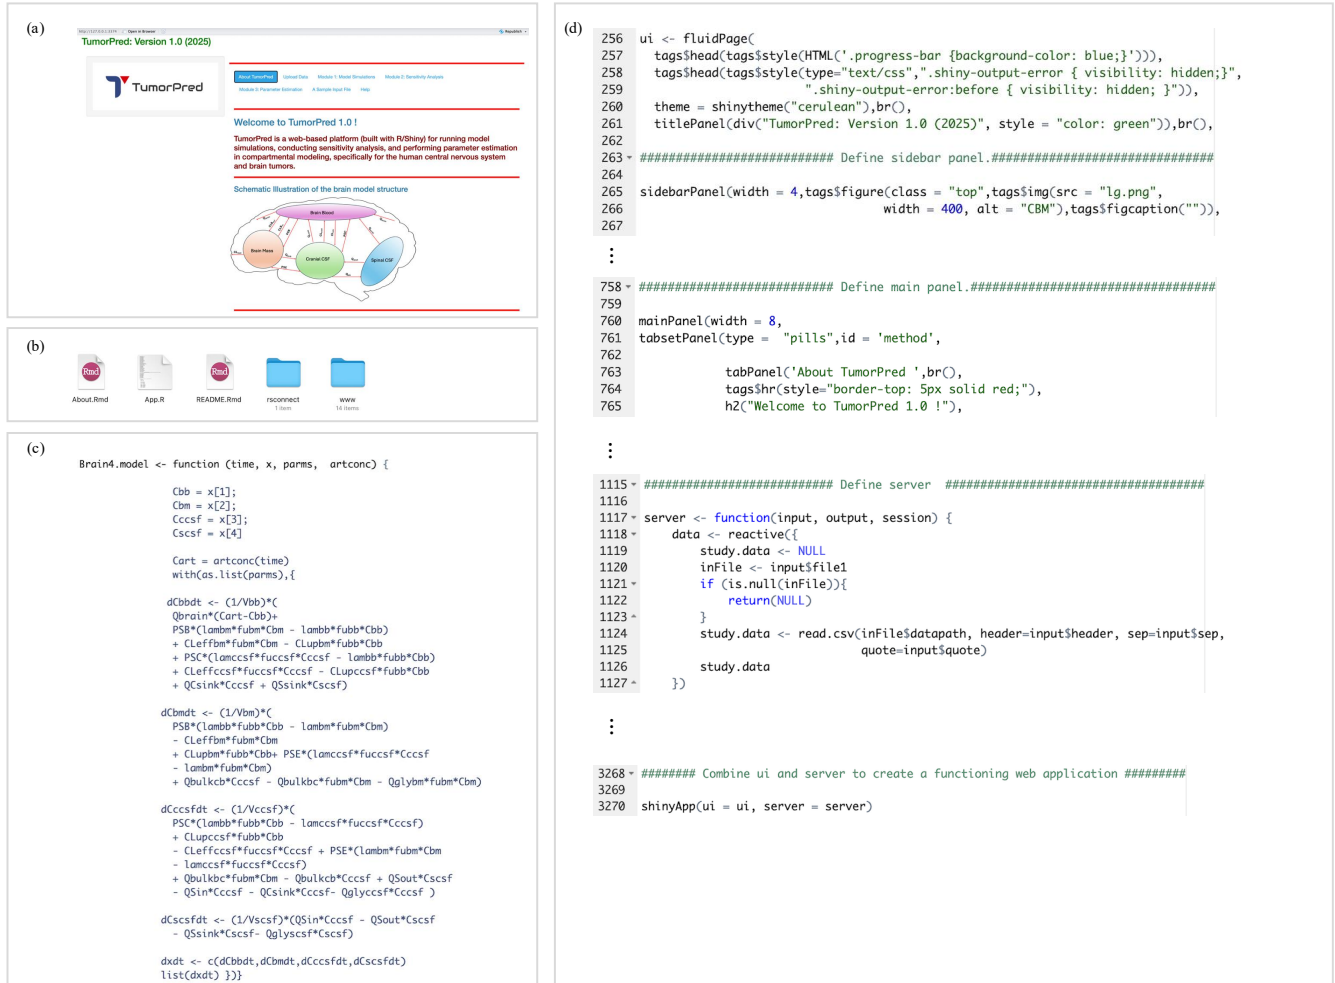 (a)
http://127.0.0.1:3374 | Open in Browser
Republish
TumorPred: Version 1.0 (2025)
TumorPred
About TumorPred Upload Data Module 1: Model Simulations Module 2: Sensitivity Analysis
Module 3: Parameter Estimation A Sample Input File Help
Welcome to TumorPred 1.0 !
TumorPred is a web-based platform (built with R/Shiny) for running model
simulations, conducting sensitivity analysis, and performing parameter estimation
in compartmental modeling, specifically for the human central nervous system
and brain tumors.
Schematic Illustration of the brain model structure
Brain Blood
Brain Mass
Cranial CSF
Spinal CSF
(b)
Rmd
Rmd
About.Rmd App.R README.Rmd rsconnect www
1 item 14 items
(c)
Brain4.model <- function (time, x, parms, artconc) {
Cbb = x[1];
Cbm = x[2];
Cccsf = x[3];
Cscsf = x[4]
Cart = artconc(time)
with(as.list(parms),{
dCbbdt <- (1/Vbb)*(
Qbrain*(Cart-Cbb)+
PSB*(lambm*fubm*Cbm - lambb*fubb*Cbb)
+ CLeffbm*fubm*Cbm - CLupbm*fubb*Cbb
+ PSC*(lamccsf*fuccsf*Cccsf - lambb*fubb*Cbb)
+ CLeffccsf*fuccsf*Cccsf - CLupccsf*fubb*Cbb
+ QCsink*Cccsf + QSsink*Cscsf)
dCbmdt <- (1/Vbm)*(
PSB*(lambb*fubb*Cbb - lambm*fubm*Cbm)
- CLeffbm*fubm*Cbm
+ CLupbm*fubb*Cbb+ PSE*(lamccsf*fuccsf*Cccsf
- lambm*fubm*Cbm)
+ Qbulkcb*Cccsf - Qbulkbc*fubm*Cbm - Qglybm*fubm*Cbm)
dCccsfdt <- (1/Vccsf)*(
PSC*(lambb*fubb*Cbb - lamccsf*fuccsf*Cccsf)
+ CLupccsf*fubb*Cbb
- CLeffccsf*fuccsf*Cccsf + PSE*(lambm*fubm*Cbm
- lamccsf*fuccsf*Cccsf)
+ Qbulkbc*fubm*Cbm - Qbulkcb*Cccsf + QSout*Cscsf
- QSin*Cccsf - QCsink*Cccsf- Qglyccsf*Cccsf )
dCscsfdt <- (1/Vscsf)*(QSin*Cccsf - QSout*Cscsf
- QSsink*Cscsf- Qglyscsf*Cscsf)
dxdt <- c(dCbbdt,dCbmdt,dCccsfdt,dCscsfdt)
list(dxdt) })}
(d)
256 ui <- fluidPage(
257 tags$head(tags$style(HTML('.progress-bar {background-color: blue;}'))),
258 tags$head(tags$style(type="text/css",".shiny-output-error { visibility: hidden;}",
259 ".shiny-output-error:before { visibility: hidden; }")),
260 theme = shinytheme("cerulean"),br(),
261 titlePanel(div("TumorPred: Version 1.0 (2025)", style = "color: green")),br(),
262
263 ########################### Define sidebar panel.################################
264
265 sidebarPanel(width = 4,tags$figure(class = "top",tags$img(src = "lg.png",
266 width = 400, alt = "CBM"),tags$figcaption("")),
267
⋮
758 ########################### Define main panel.###################################
759
760 mainPanel(width = 8,
761 tabsetPanel(type = "pills",id = 'method',
762
763 tabPanel('About TumorPred ',br(),
764 tags$hr(style="border-top: 5px solid red;"),
765 h2("Welcome to TumorPred 1.0 !"),
⋮
1115 ########################### Define server #####################################
1116
1117 server <- function(input, output, session) {
1118 data <- reactive({
1119 study.data <- NULL
1120 inFile <- input$file1
1121 if (is.null(inFile)){
1122 return(NULL)
1123 }
1124 study.data <- read.csv(inFile$datapath, header=input$header, sep=input$sep,
1125 quote=input$quote)
1126 study.data
1127 })
⋮
3268 ######## Combine ui and server to create a functioning web application #########
3269
3270 shinyApp(ui = ui, server = server)